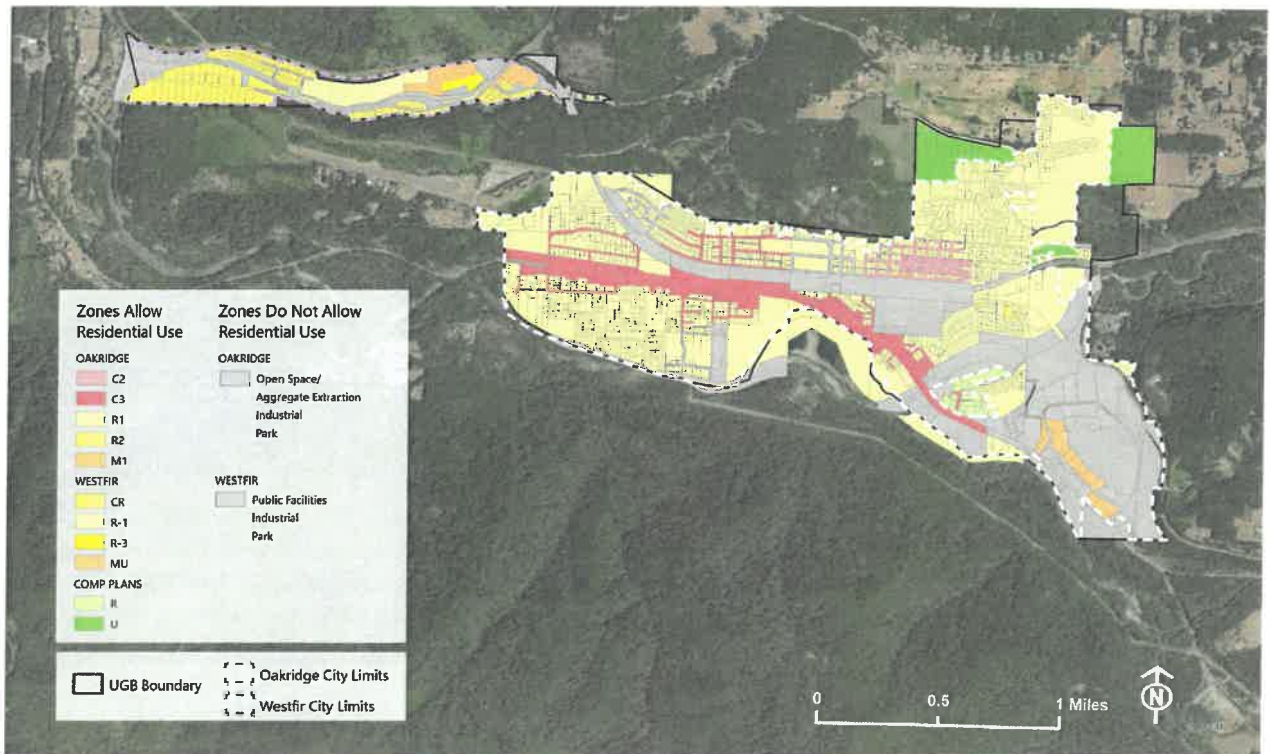 Zones Allow
Residential Use
OAKRIDGE
C2
C3
R1
R2
M1
WESTFIR
CR
R-1
R-3
MU
COMP PLANS
R
U
Zones Do Not Allow
Residential Use
OAKRIDGE
Open Space/
Aggregate Extraction
Industrial
Park
WESTFIR
Public Facilities
Industrial
Park
UGB Boundary
Oakridge City Limits
Westfir City Limits
0 0.5 1 Miles
N